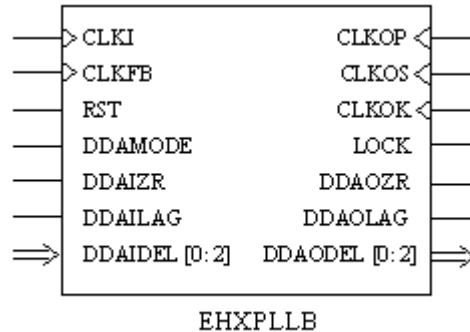 CLKI CLKOP
CLKFB CLKOS
RST CLKOK
DDAMODE LOCK
DDAIZR DDAOZR
DDAILAG DDAOLAG
DDAIDEL [0:2] DDAODEL [0:2]
EHXPLLB